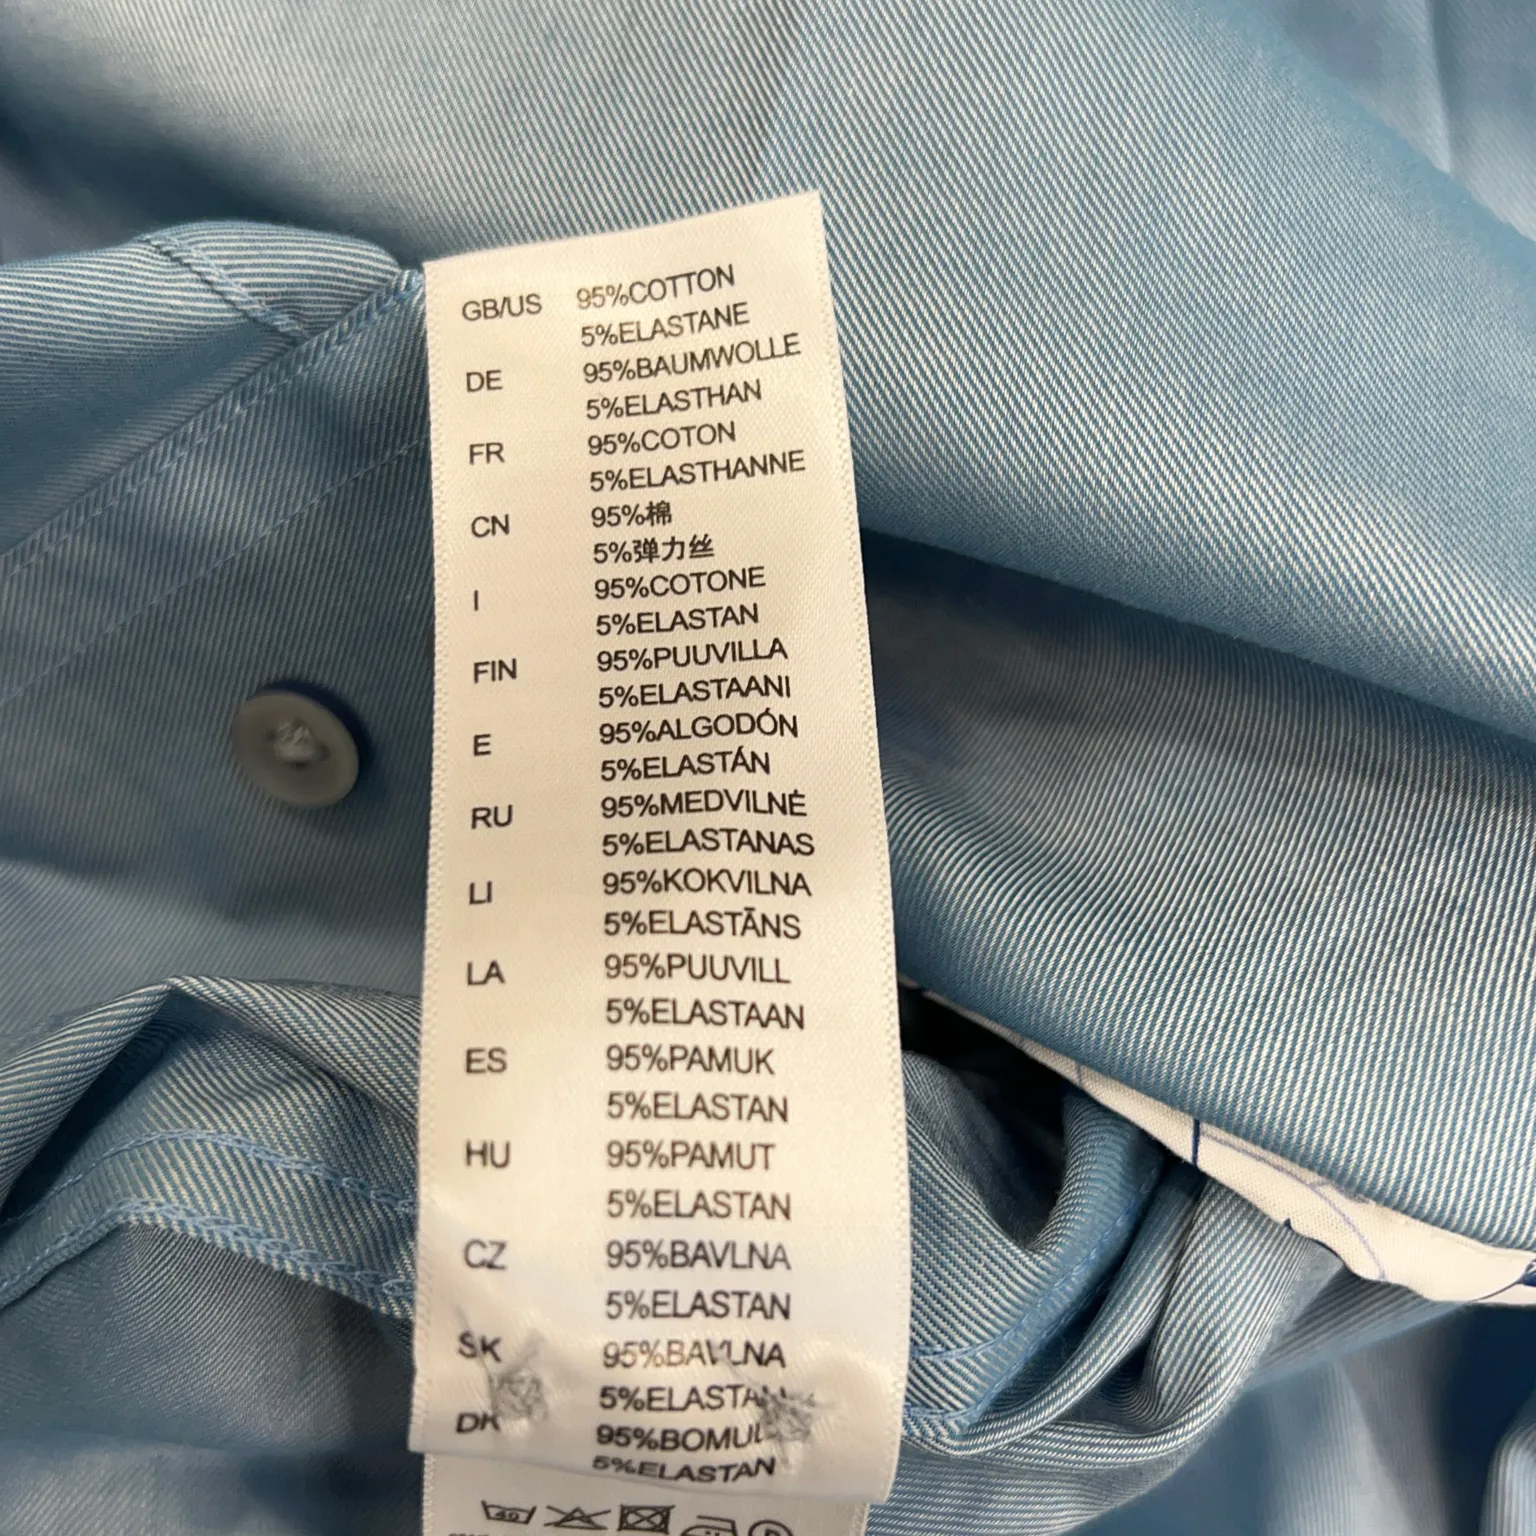 GB/US 95%COTTON
5%ELASTANE
DE 95%BAUMWOLLE
5%ELASTHAN
FR 95%COTON
5%ELASTHANNE
CN 95%棉
5%弹力丝
I 95%COTONE
5%ELASTAN
FIN 95%PUUVILLA
5%ELASTAANI
E 95%ALGODÓN
5%ELASTÁN
RU 95%MEDVILNĖ
5%ELASTANAS
LI 95%KOKVILNA
5%ELASTĀNS
LA 95%PUUVILL
5%ELASTAAN
ES 95%PAMUK
5%ELASTAN
HU 95%PAMUT
5%ELASTAN
CZ 95%BAVLNA
5%ELASTAN
SK 95%BAVLNA
5%ELASTAN
DK
5%ELASTAN
40